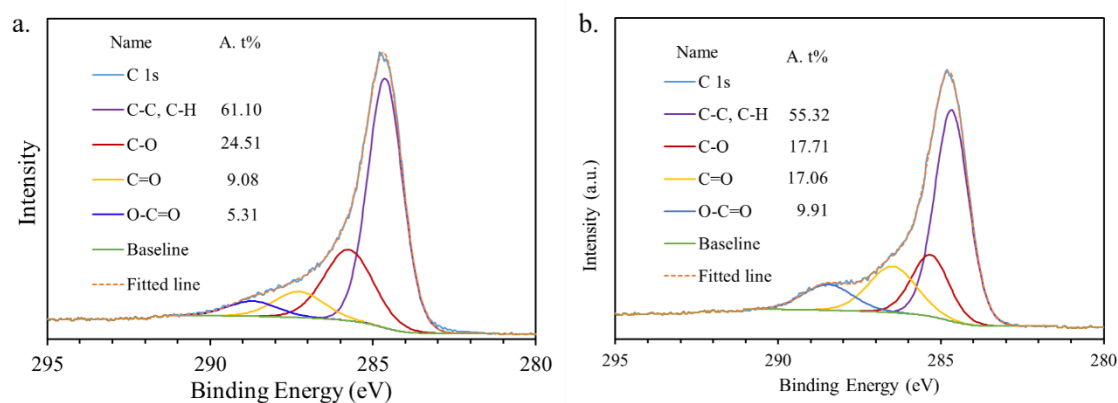 a.
Name A. t%
C 1s
C-C, C-H 61.10
C-O 24.51
C=O 9.08
O-C=O 5.31
Baseline
Fitted line
Intensity
295 290 285 280
Binding Energy (eV)
b.
Name A. t%
C 1s
C-C, C-H 55.32
C-O 17.71
C=O 17.06
O-C=O 9.91
Baseline
Fitted line
Intensity (a.u.)
295 290 285 280
Binding Energy (eV)